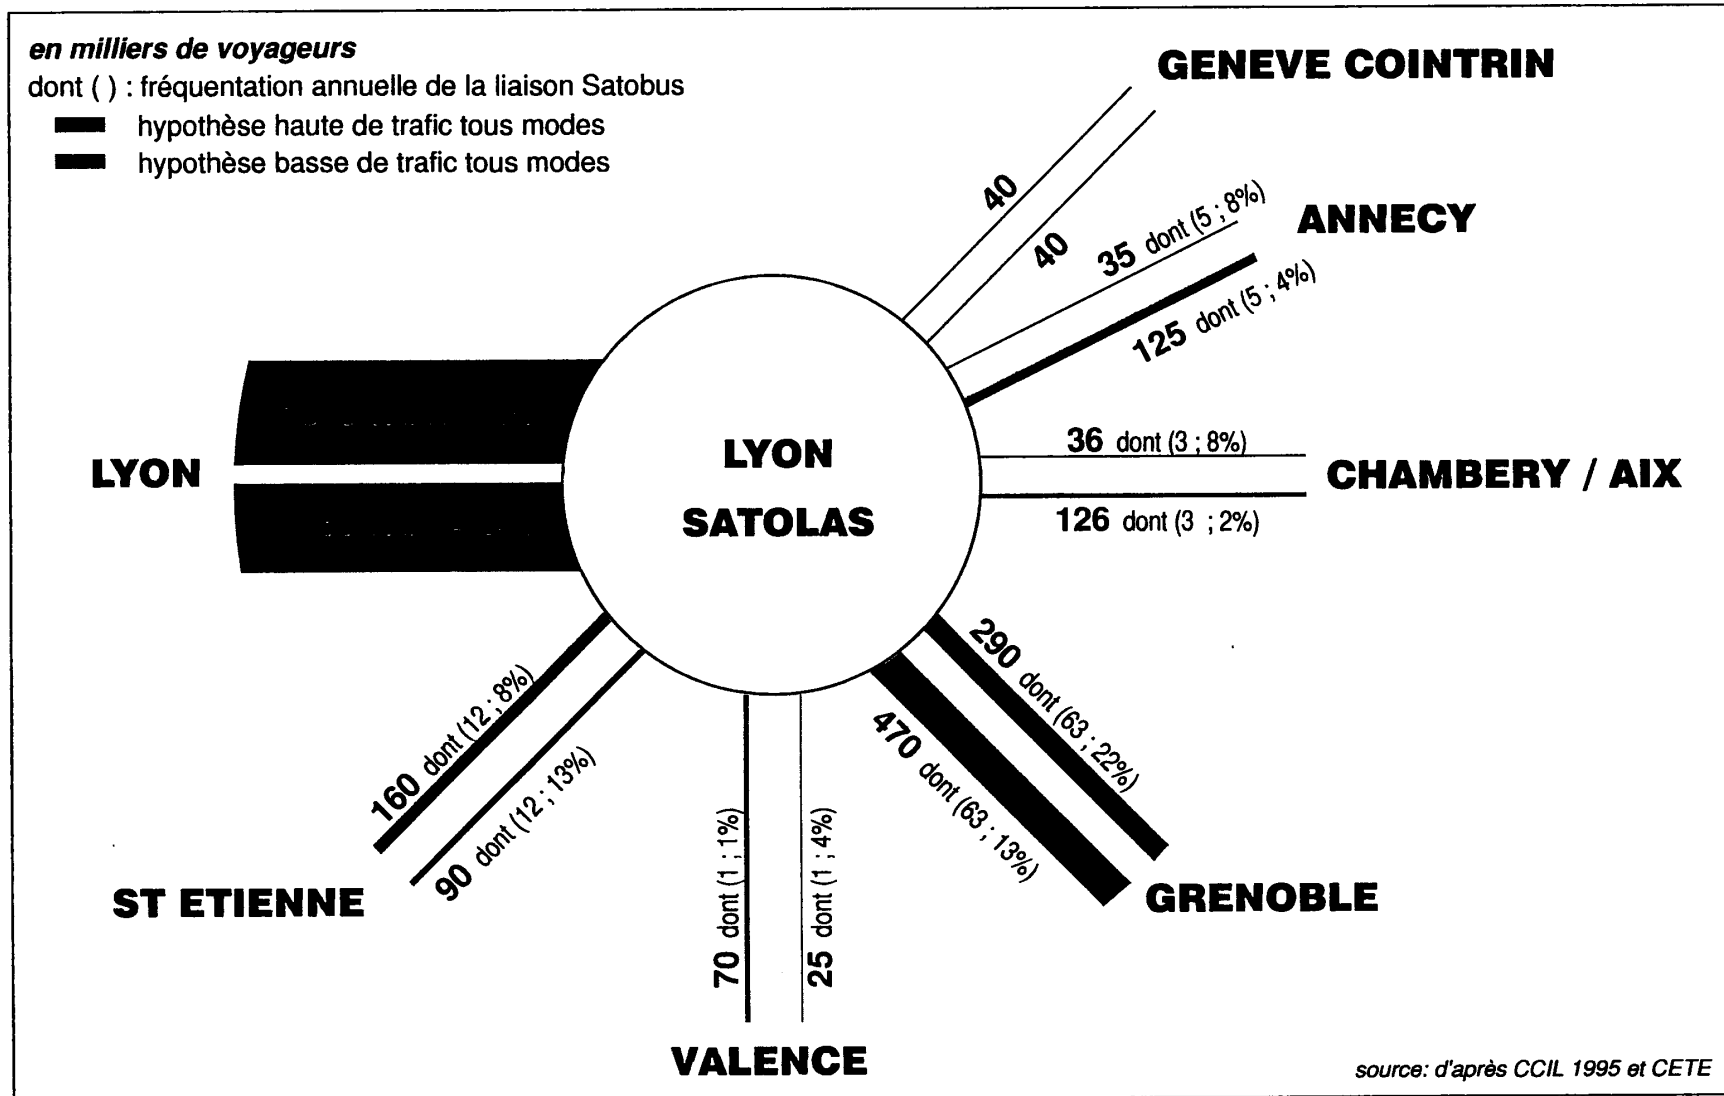 en milliers de voyageurs
dont ( ) : fréquentation annuelle de la liaison Satobus
hypothèse haute de trafic tous modes
hypothèse basse de trafic tous modes
GENEVE COINTRIN
40
40
35 dont (5 ; 8%)
ANNECY
125 dont (5 ; 4%)
36 dont (3 ; 8%)
CHAMBERY / AIX
126 dont (3 ; 2%)
LYON
LYON
SATOLAS
290 dont (63 ; 22%)
470 dont (63 ; 13%)
GRENOBLE
160 dont (12 ; 8%)
90 dont (12 ; 13%)
ST ETIENNE
70 dont (1 ; 1%)
25 dont (1 ; 4%)
VALENCE
source: d'après CCIL 1995 et CETE